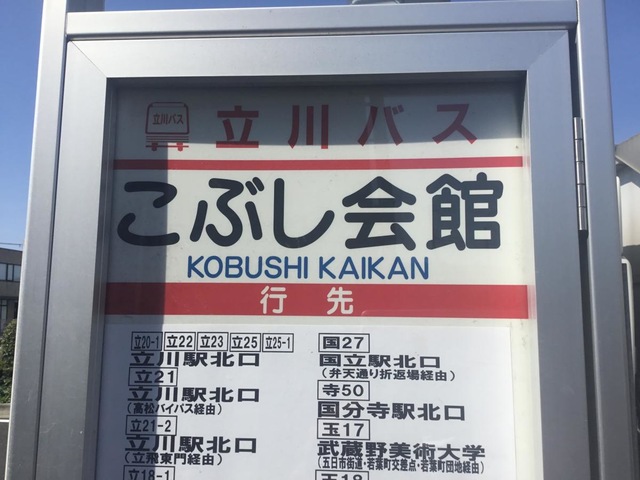 立川バス
立川バス
こぶし会館
KOBUSHI KAIKAN
行先
立20-1 立22 立23 立25 立25-1
立川駅北口
立21
立川駅北口
(高松バイパス経由)
立21-2
立川駅北口
(立飛東門経由)
立18-1
国27
国立駅北口
(弁天通り折返場経由)
寺50
国分寺駅北口
玉17
武蔵野美術大学
(五日市街道・若葉町交差点・若葉町団地経由)
玉18